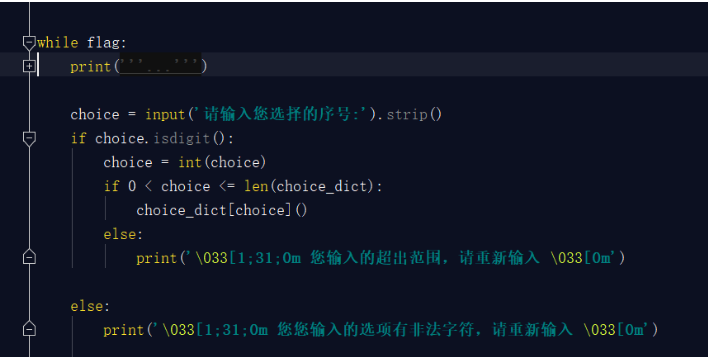 while flag:
print('''...''')
choice = input('请输入您选择的序号:').strip()
if choice.isdigit():
choice = int(choice)
if 0 < choice <= len(choice_dict):
choice_dict[choice]()
else:
print('\033[1;31;0m 您输入的超出范围，请重新输入 \033[0m')
else:
print('\033[1;31;0m 您您输入的选项有非法字符，请重新输入 \033[0m')